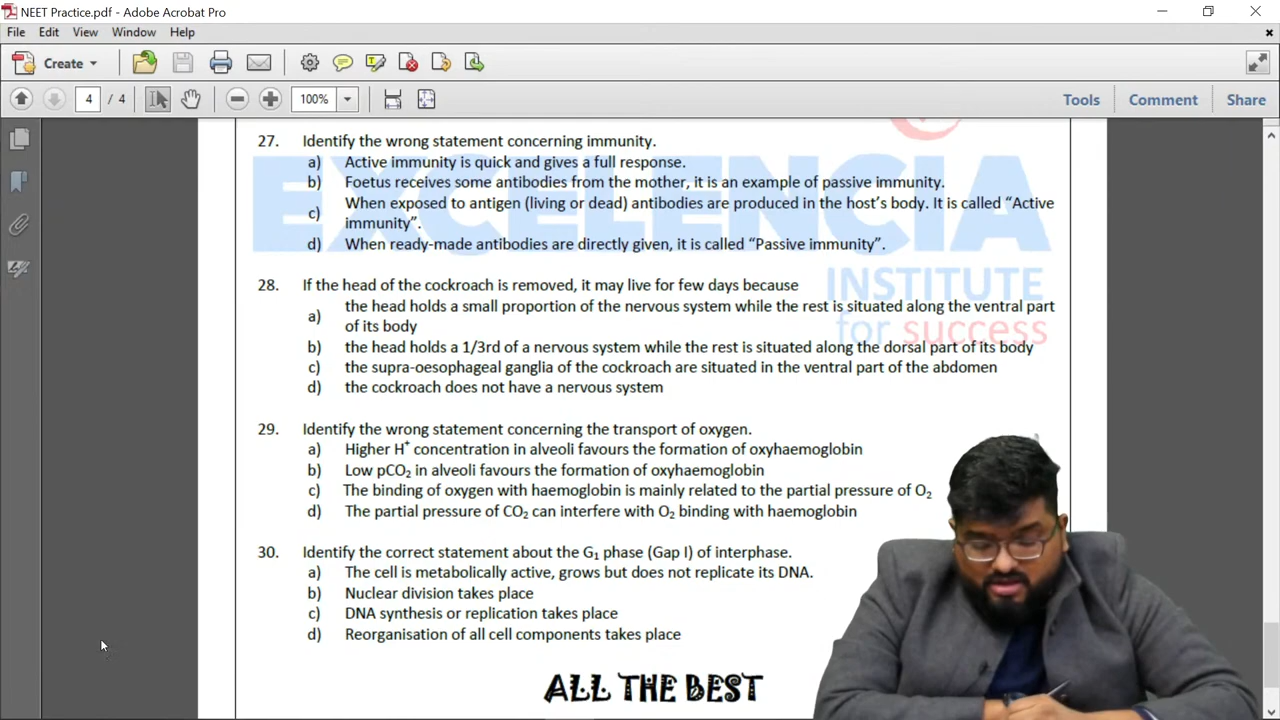 NEET Practice.pdf - Adobe Acrobat Pro
File Edit View Window Help
Create
4 / 4 100% Tools Comment Share
27. Identify the wrong statement concerning immunity.
a) Active immunity is quick and gives a full response.
b) Foetus receives some antibodies from the mother, it is an example of passive immunity.
c) When exposed to antigen (living or dead) antibodies are produced in the host's body. It is called “Active
immunity”.
d) When ready-made antibodies are directly given, it is called “Passive immunity”.
EXCELENCIA
INSTITUTE
for success
28. If the head of the cockroach is removed, it may live for few days because
a) the head holds a small proportion of the nervous system while the rest is situated along the ventral part
of its body
b) the head holds a 1/3rd of a nervous system while the rest is situated along the dorsal part of its body
c) the supra-oesophageal ganglia of the cockroach are situated in the ventral part of the abdomen
d) the cockroach does not have a nervous system
29. Identify the wrong statement concerning the transport of oxygen.
a) Higher H⁺ concentration in alveoli favours the formation of oxyhaemoglobin
b) Low pCO₂ in alveoli favours the formation of oxyhaemoglobin
c) The binding of oxygen with haemoglobin is mainly related to the partial pressure of O₂
d) The partial pressure of CO₂ can interfere with O₂ binding with haemoglobin
30. Identify the correct statement about the G₁ phase (Gap I) of interphase.
a) The cell is metabolically active, grows but does not replicate its DNA.
b) Nuclear division takes place
c) DNA synthesis or replication takes place
d) Reorganisation of all cell components takes place
ALL THE BEST